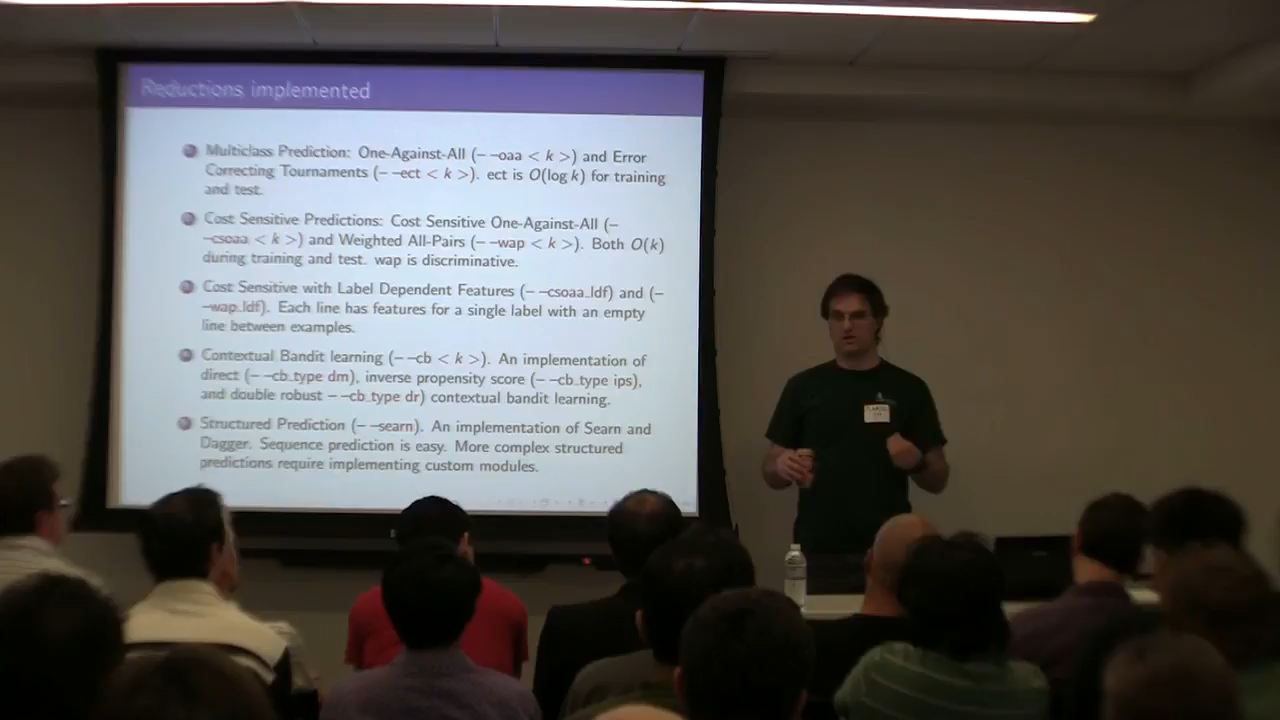 Reductions implemented
Multiclass Prediction: One-Against-All (− −oaa < k >) and Error
Correcting Tournaments (− −ect < k >). ect is O(log k) for training
and test.
Cost Sensitive Predictions: Cost Sensitive One-Against-All (−
−csoaa < k >) and Weighted All-Pairs (− −wap < k >). Both O(k)
during training and test. wap is discriminative.
Cost Sensitive with Label Dependent Features (− −csoaa_ldf) and (−
−wap_ldf). Each line has features for a single label with an empty
line between examples.
Contextual Bandit learning (− −cb < k >). An implementation of
direct (− −cb_type dm), inverse propensity score (− −cb_type ips),
and double robust − −cb_type dr) contextual bandit learning.
Structured Prediction (− −searn). An implementation of Searn and
Dagger. Sequence prediction is easy. More complex structured
predictions require implementing custom modules.